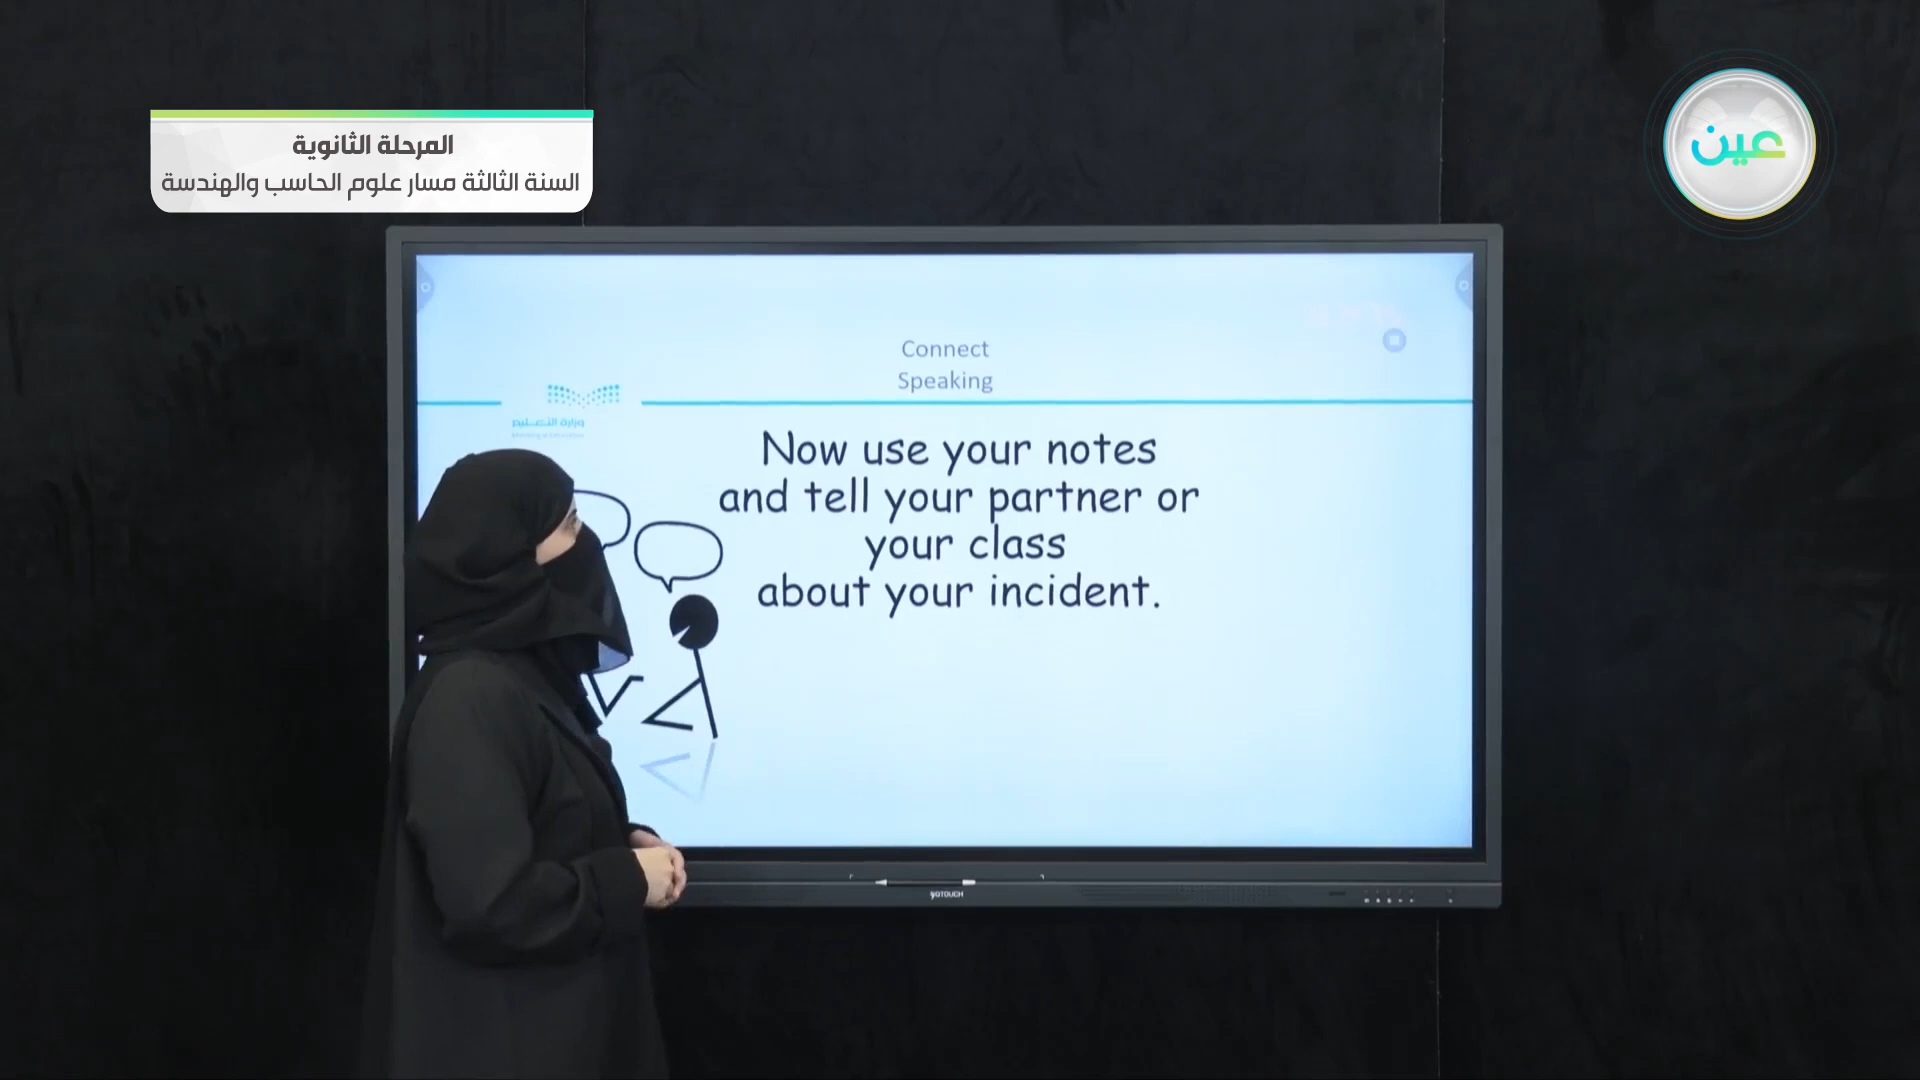 المرحلة الثانوية
السنة الثالثة مسار علوم الحاسب والهندسة
عين
Connect
Speaking
وزارة التعليم
Now use your notes
and tell your partner or
your class
about your incident.